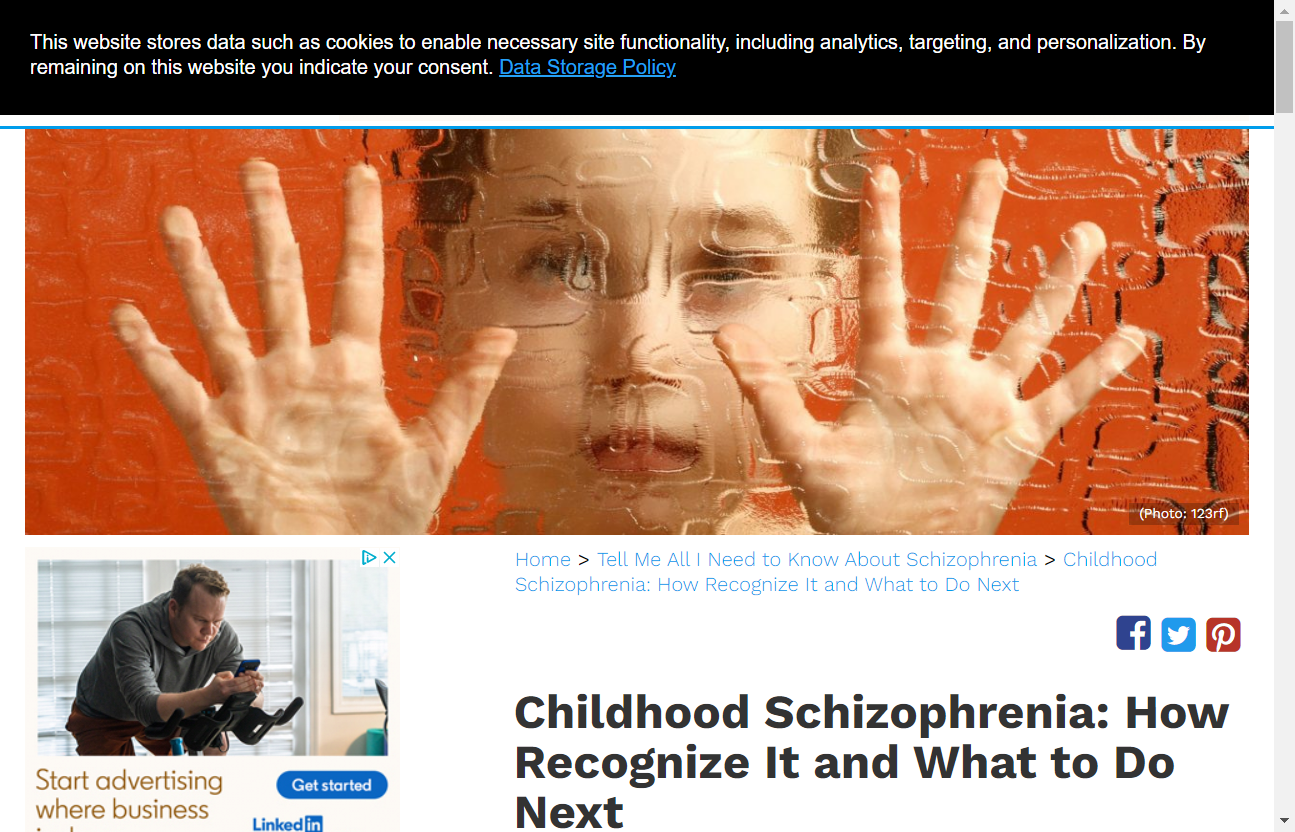 This website stores data such as cookies to enable necessary site functionality, including analytics, targeting, and personalization. By
remaining on this website you indicate your consent. Data Storage Policy
(Photo: 123rf)
Home > Tell Me All I Need to Know About Schizophrenia > Childhood
Schizophrenia: How Recognize It and What to Do Next
Childhood Schizophrenia: How
Recognize It and What to Do
Next
Start advertising
where business
Get started
Linked in